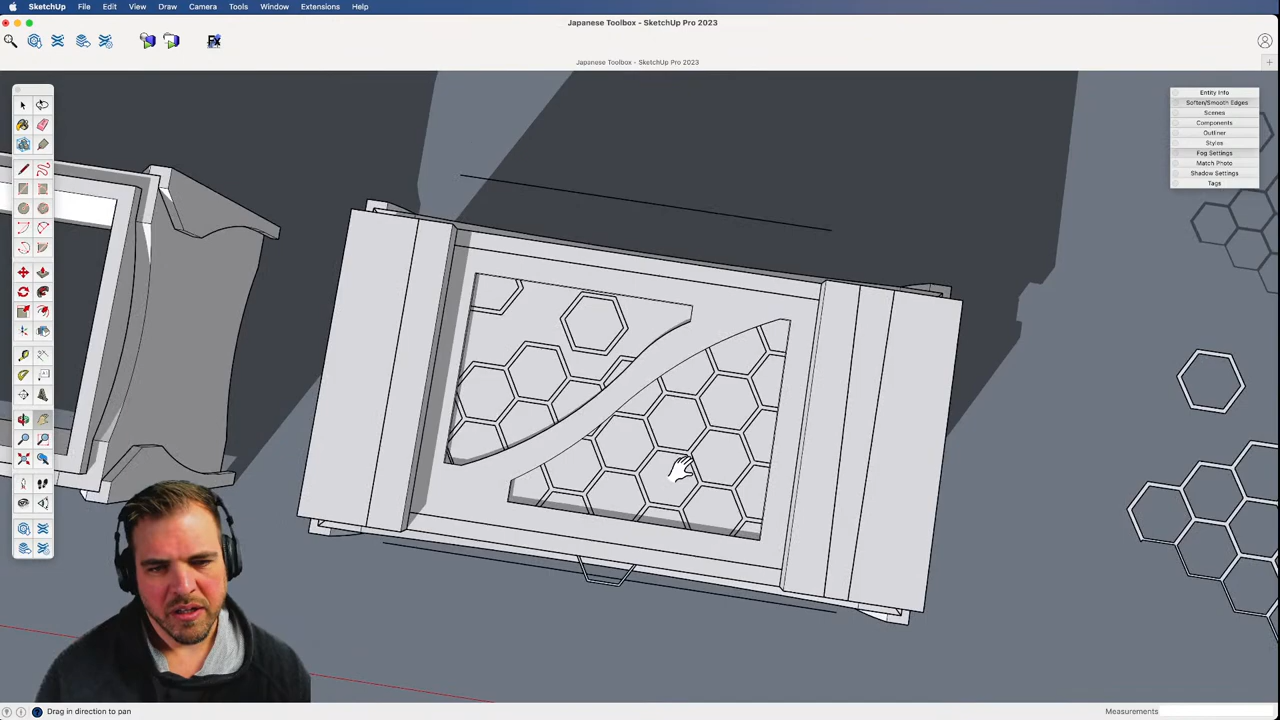 SketchUp File Edit View Draw Camera Tools Window Extensions Help
Japanese Toolbox - SketchUp Pro 2023
Japanese Toolbox - SketchUp Pro 2023
Entity Info
Soften/Smooth Edges
Scenes
Components
Outliner
Styles
Fog Settings
Match Photo
Shadow Settings
Tags
Drag in direction to pan
Measurements